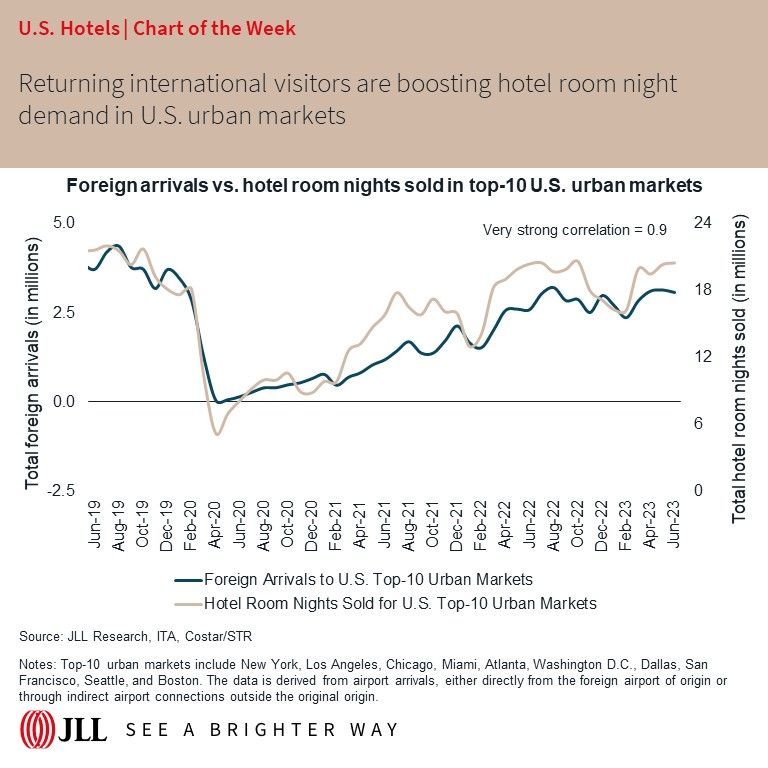 U.S. Hotels | Chart of the Week
Returning international visitors are boosting hotel room night
demand in U.S. urban markets
Foreign arrivals vs. hotel room nights sold in top-10 U.S. urban markets
Very strong correlation = 0.9
Total foreign arrivals (in millions)
5.0
2.5
0.0
-2.5
24
18
12
6
0
Total hotel room nights sold (in millions)
Jun-19
Aug-19
Oct-19
Dec-19
Feb-20
Apr-20
Jun-20
Aug-20
Oct-20
Dec-20
Feb-21
Apr-21
Jun-21
Aug-21
Oct-21
Dec-21
Feb-22
Apr-22
Jun-22
Aug-22
Oct-22
Dec-22
Feb-23
Apr-23
Jun-23
Foreign Arrivals to U.S. Top-10 Urban Markets
Hotel Room Nights Sold for U.S. Top-10 Urban Markets
Source: JLL Research, ITA, Costar/STR
Notes: Top-10 urban markets include New York, Los Angeles, Chicago, Miami, Atlanta, Washington D.C., Dallas, San
Francisco, Seattle, and Boston. The data is derived from airport arrivals, either directly from the foreign airport of origin or
through indirect airport connections outside the original origin.
JLL SEE A BRIGHTER WAY